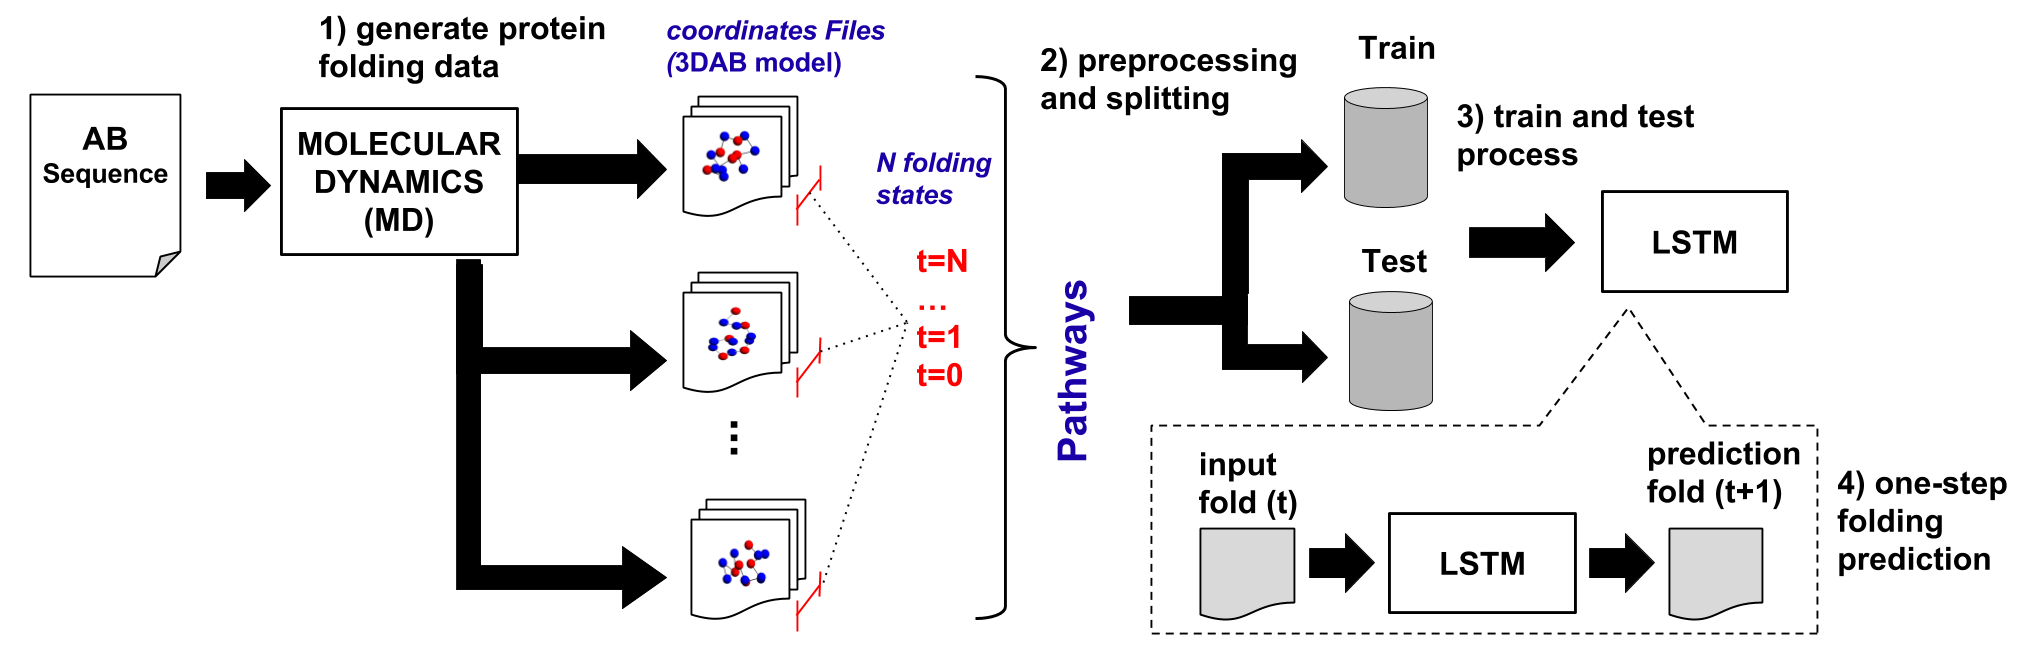 1) generate protein
folding data
coordinates Files
(3DAB model)
AB
Sequence
MOLECULAR
DYNAMICS
(MD)
N folding
states
t=N
...
t=1
t=0
Pathways
2) preprocessing
and splitting
Train
Test
3) train and test
process
LSTM
input
fold (t)
LSTM
prediction
fold (t+1)
4) one-step
folding
prediction